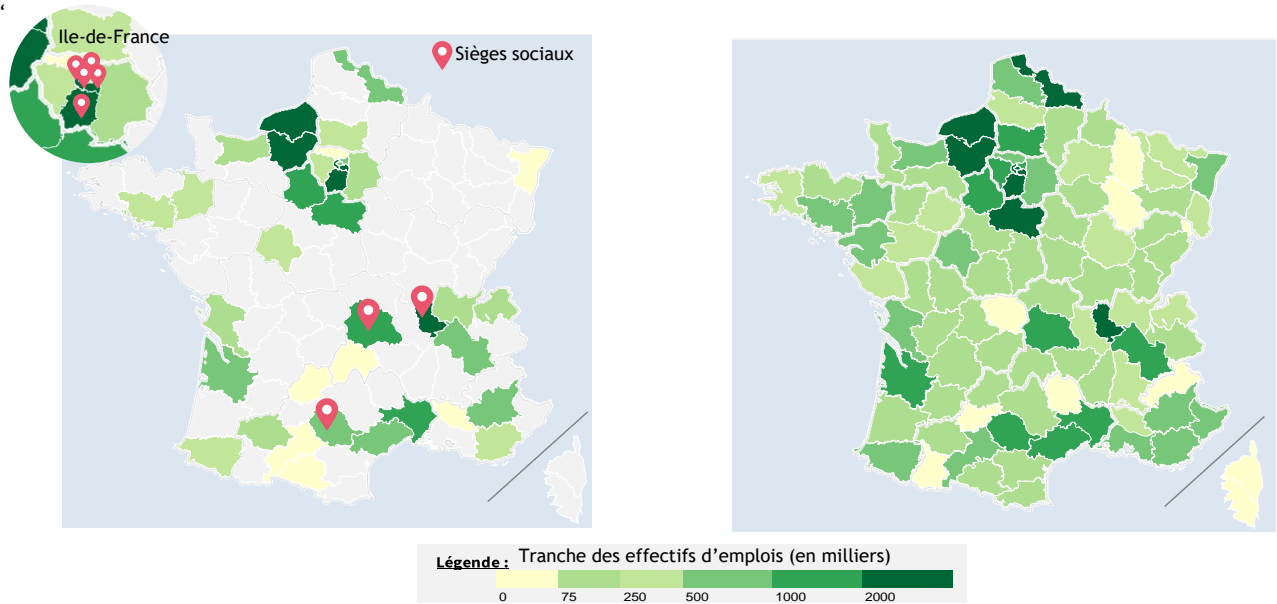 ‘
Ile-de-France
Sièges sociaux
Légende : Tranche des effectifs d’emplois (en milliers)
0 75 250 500 1000 2000